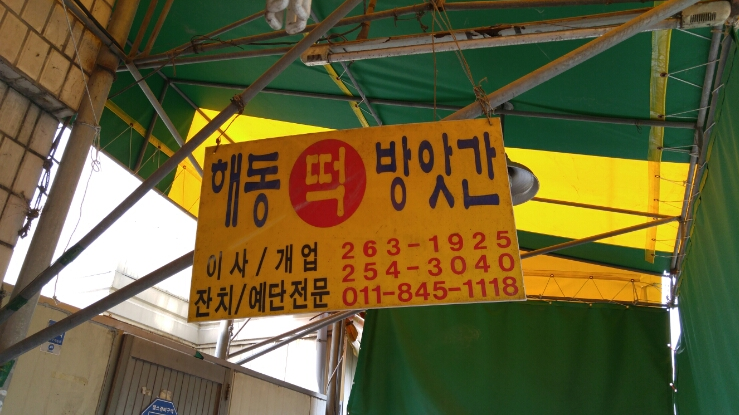 해동 떡 방앗간
이사/개업 263-1925
254-3040
잔치/예단전문 011-845-1118